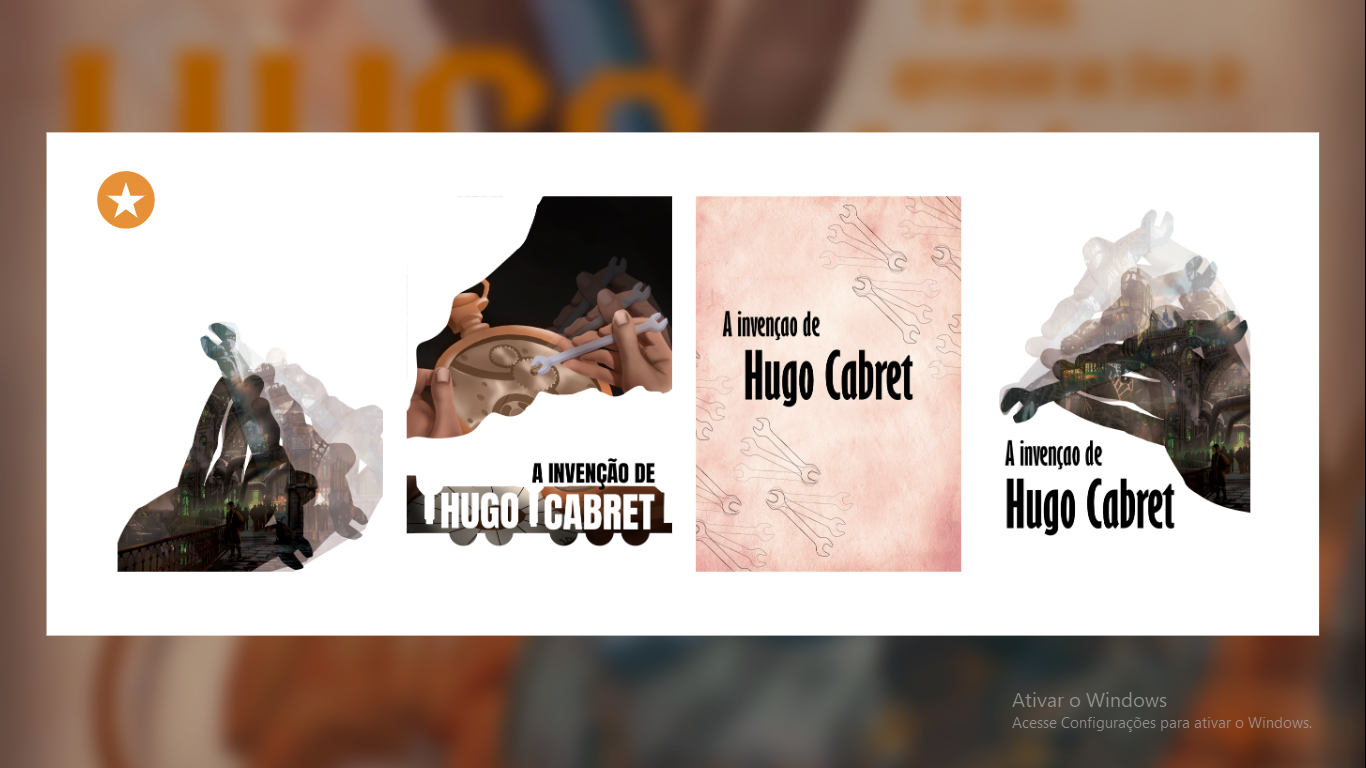 HUGO
A INVENÇÃO DE
HUGO CABRET
A invençao de
Hugo Cabret
A invençao de
Hugo Cabret
Ativar o Windows
Acesse Configurações para ativar o Windows.